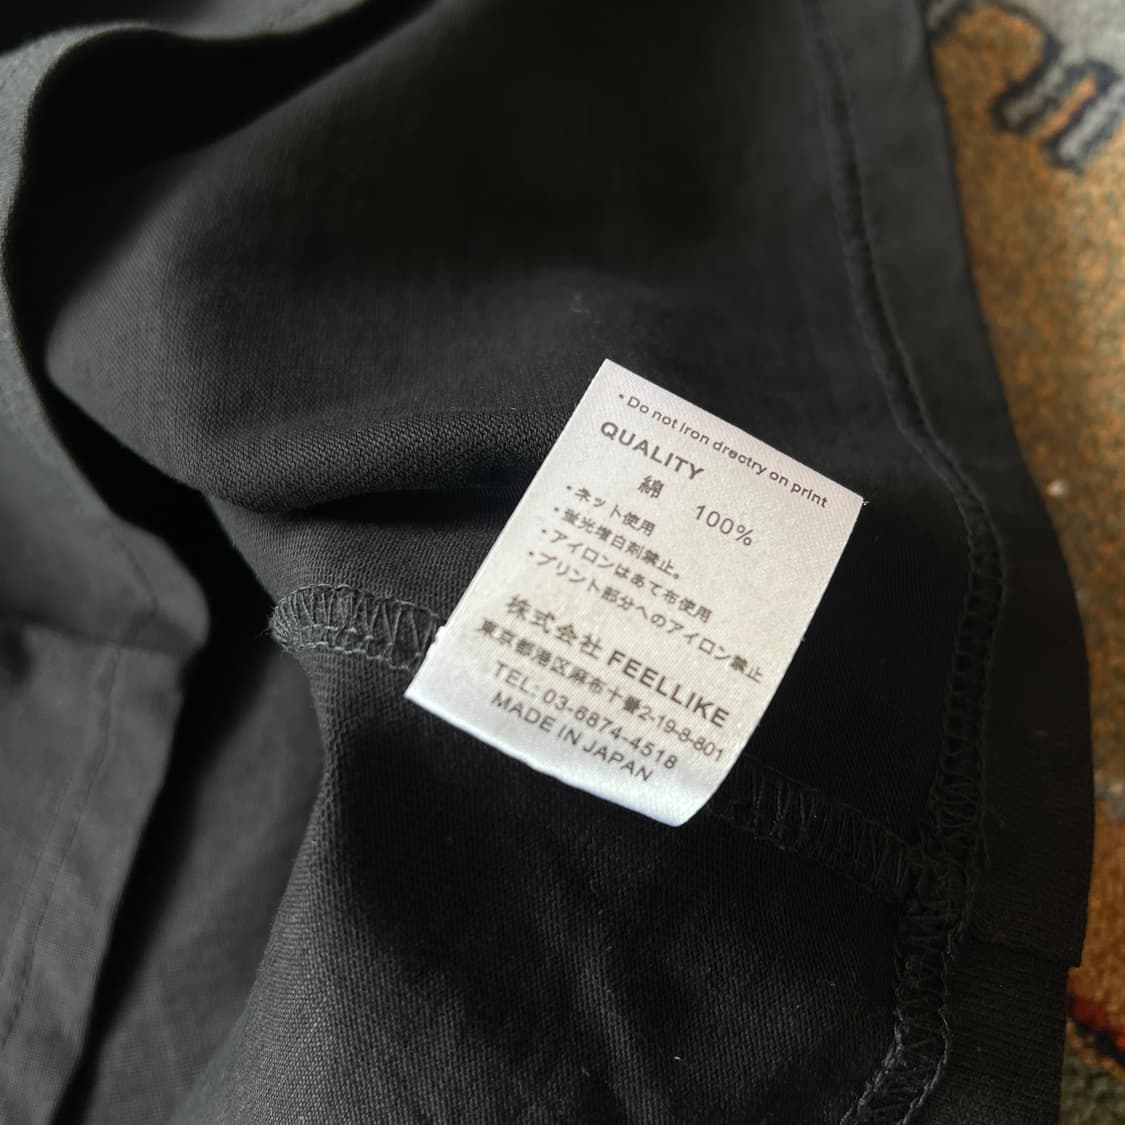 ・Do not iron drectry on print
QUALITY
綿 100%
・ネット使用
・蛍光増白剤禁止。
・アイロンはあて布使用
・プリント部分へのアイロン禁止
株式会社 FEELLIKE
東京都港区麻布十番2-19-8-801
TEL: 03-6874-4518
MADE IN JAPAN